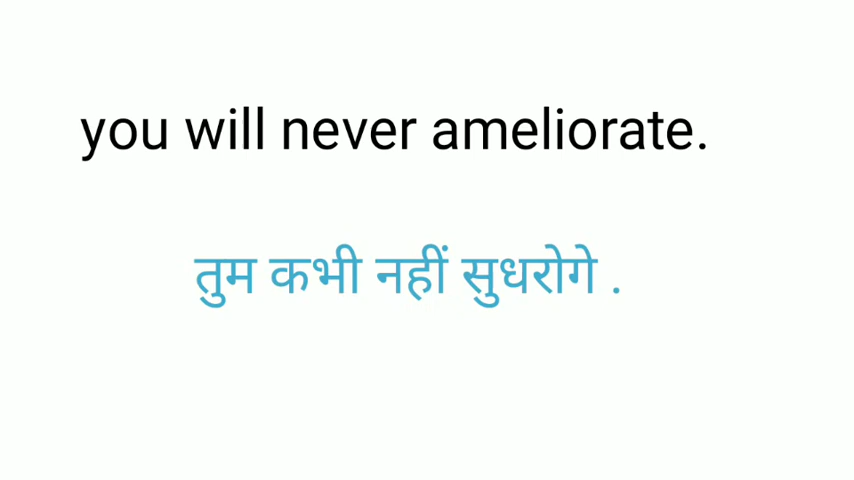 you will never ameliorate.
तुम कभी नहीं सुधरोगे .